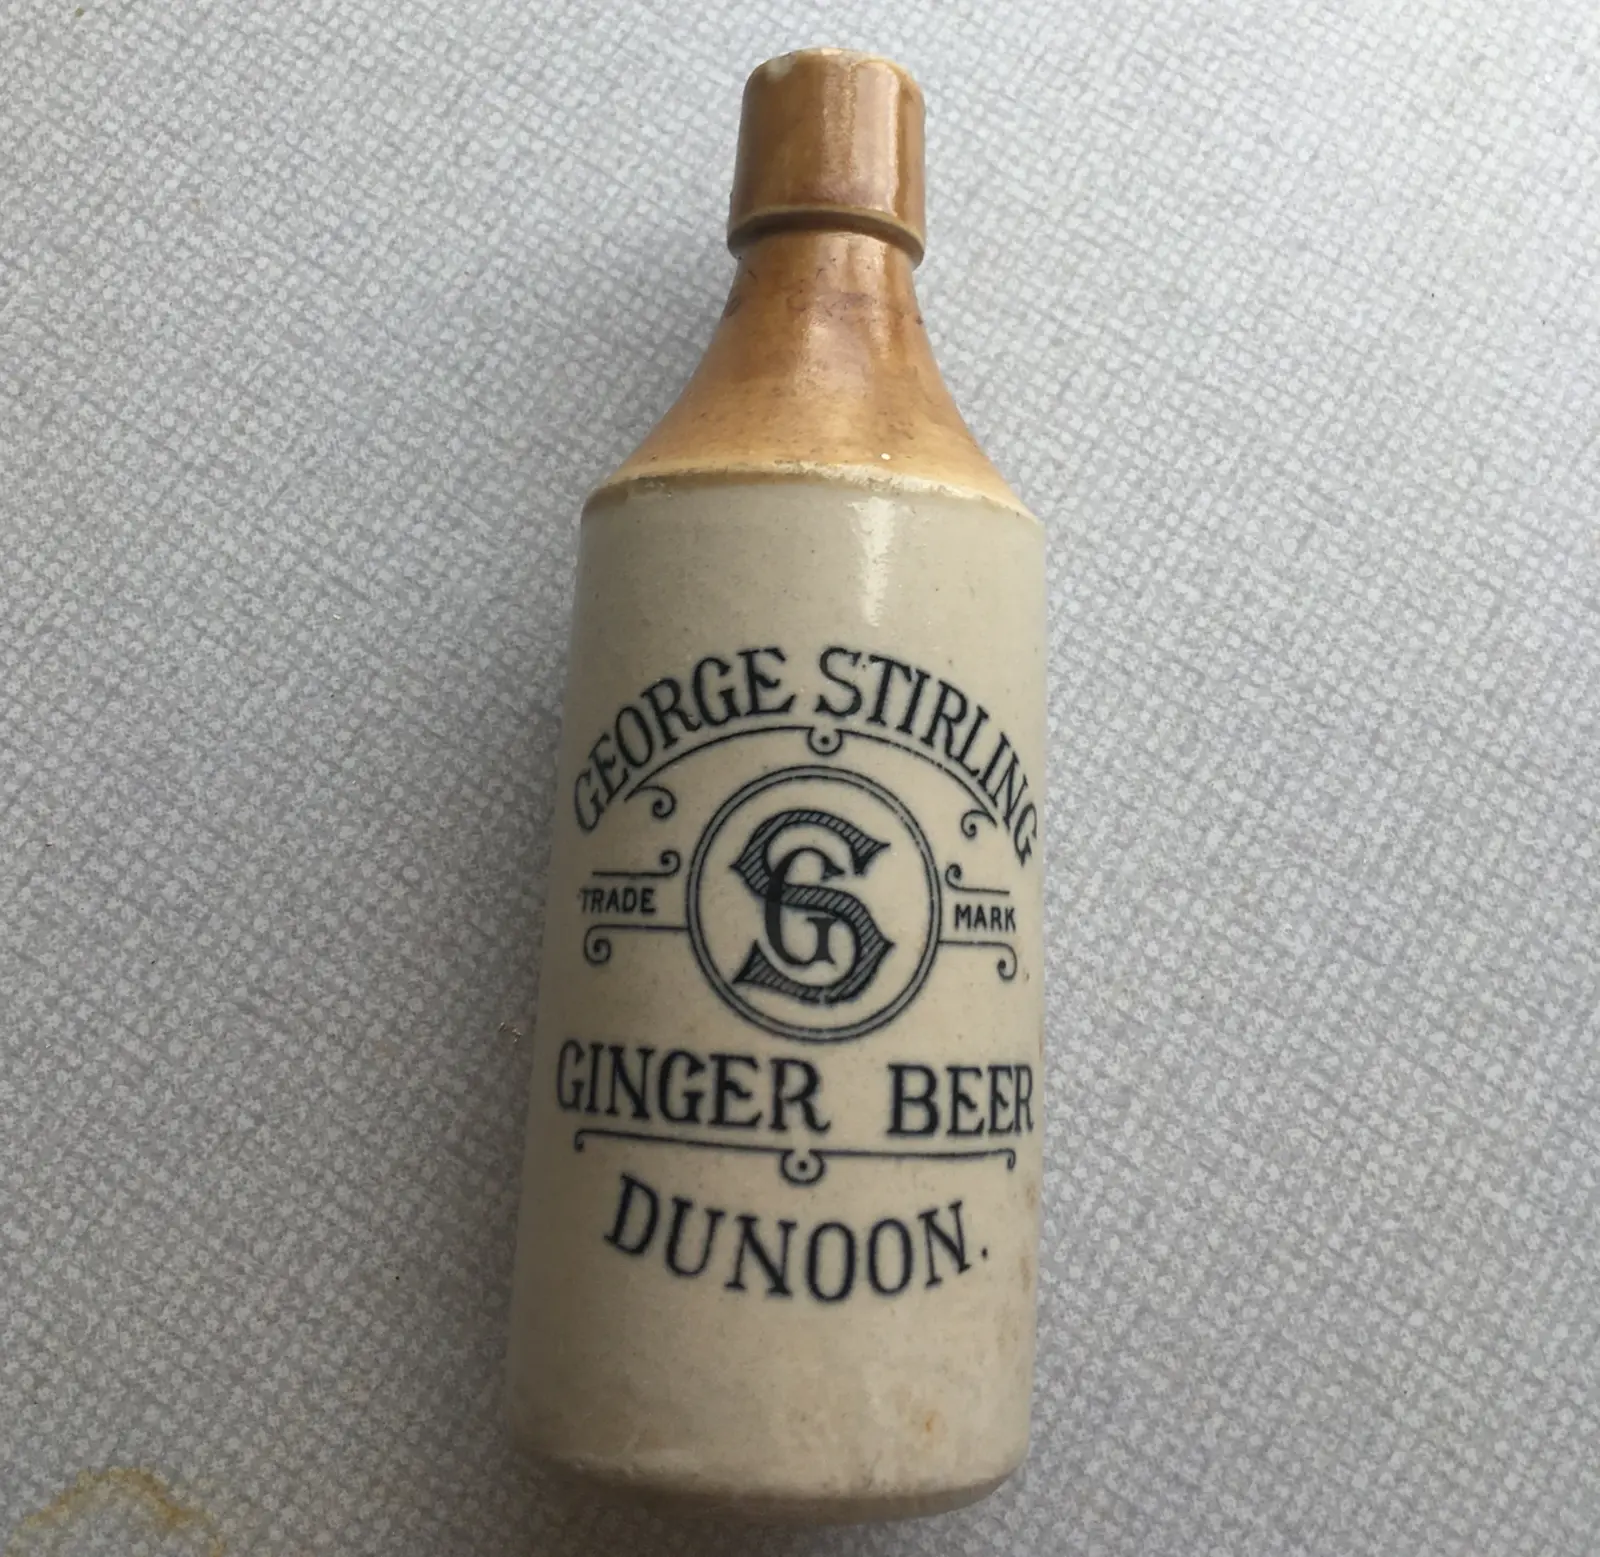 GEORGE STIRLING
TRADE GS MARK
GINGER BEER
DUNOON.